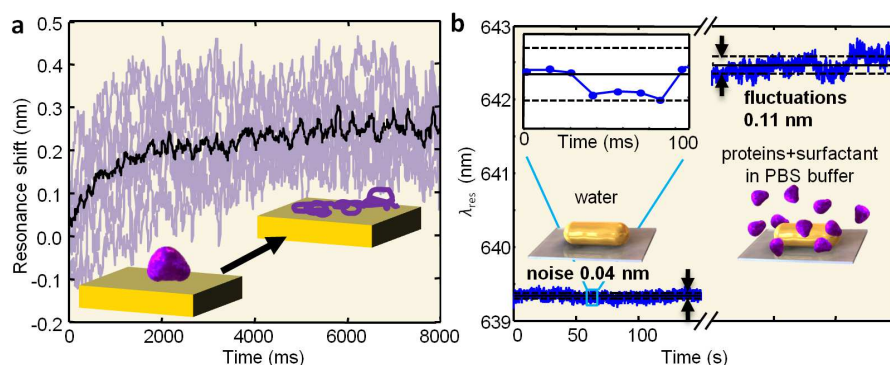 a
Resonance shift (nm)
0.5
0.4
0.3
0.2
0.1
0.0
-0.1
-0.2
0
2000
4000
6000
8000
Time (ms)
b
λres (nm)
643
642
641
640
639
0
50
100
Time (s)
0
Time (ms)
100
fluctuations
0.11 nm
proteins+surfactant
in PBS buffer
water
noise 0.04 nm